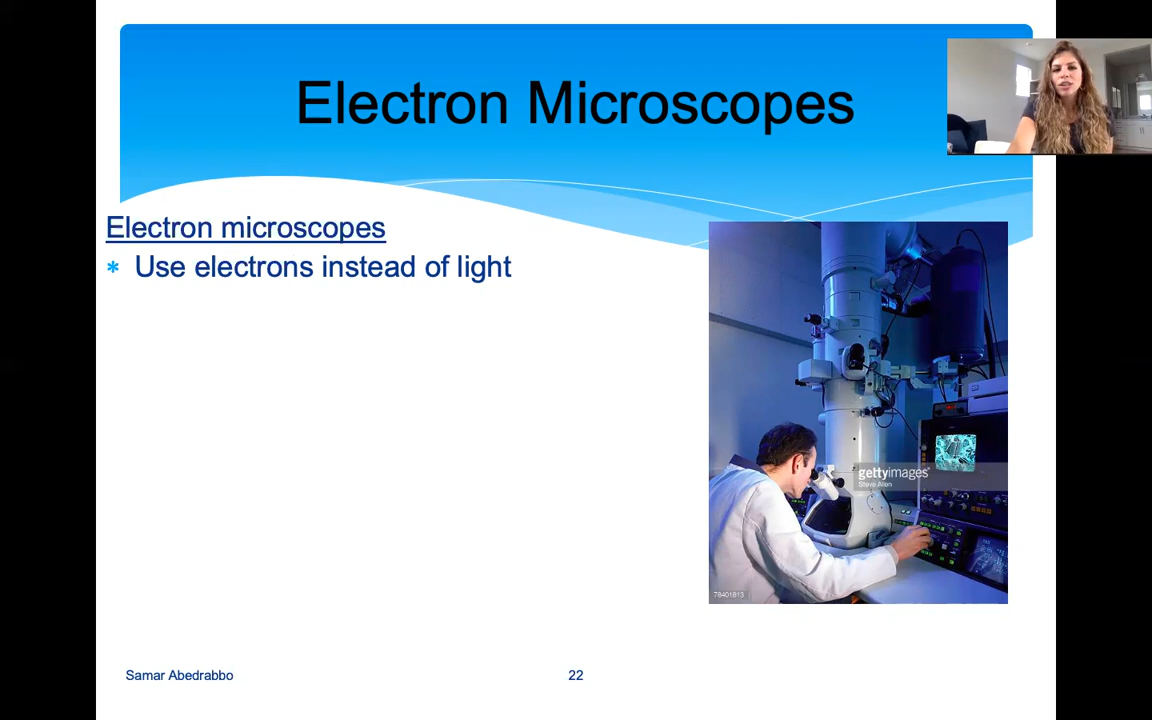 Electron Microscopes
Electron microscopes
* Use electrons instead of light
gettyimages®
Steve Allen
78401813
Samar Abedrabbo
22